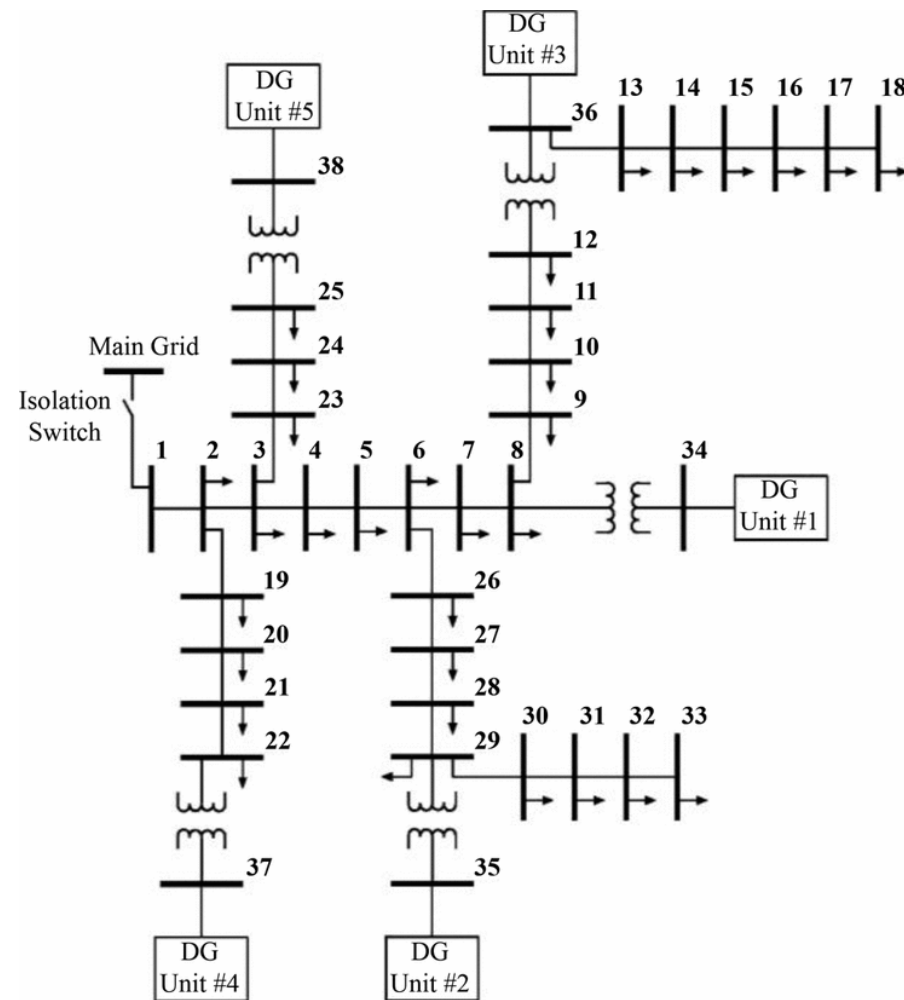 DG
Unit #3
DG
Unit #5
36
13 14 15 16 17 18
38
12
25
11
24
10
Main Grid
23
9
Isolation
Switch
1 2 3 4 5 6 7 8
34
DG
Unit #1
19
26
20
27
21
28
22
29
30 31 32 33
37
35
DG
Unit #4
DG
Unit #2